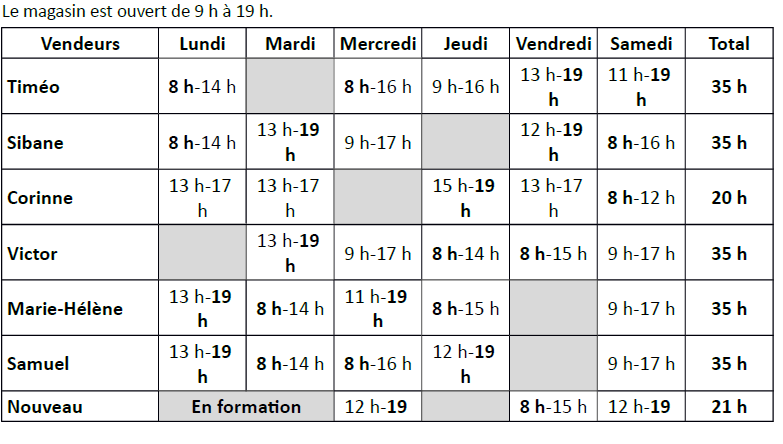 Le magasin est ouvert de 9 h à 19 h.
Vendeurs Lundi Mardi Mercredi Jeudi Vendredi Samedi Total
Timéo 8 h-14 h 8 h-16 h 9 h-16 h 13 h-19 h 11 h-19 h 35 h
Sibane 8 h-14 h 13 h-19 h 9 h-17 h 12 h-19 h 8 h-16 h 35 h
Corinne 13 h-17 h 13 h-17 h 15 h-19 h 13 h-17 h 8 h-12 h 20 h
Victor 13 h-19 h 9 h-17 h 8 h-14 h 8 h-15 h 9 h-17 h 35 h
Marie-Hélène 13 h-19 h 8 h-14 h 11 h-19 h 8 h-15 h 9 h-17 h 35 h
Samuel 13 h-19 h 8 h-14 h 8 h-16 h 12 h-19 h 9 h-17 h 35 h
Nouveau En formation 12 h-19 8 h-15 h 12 h-19 21 h